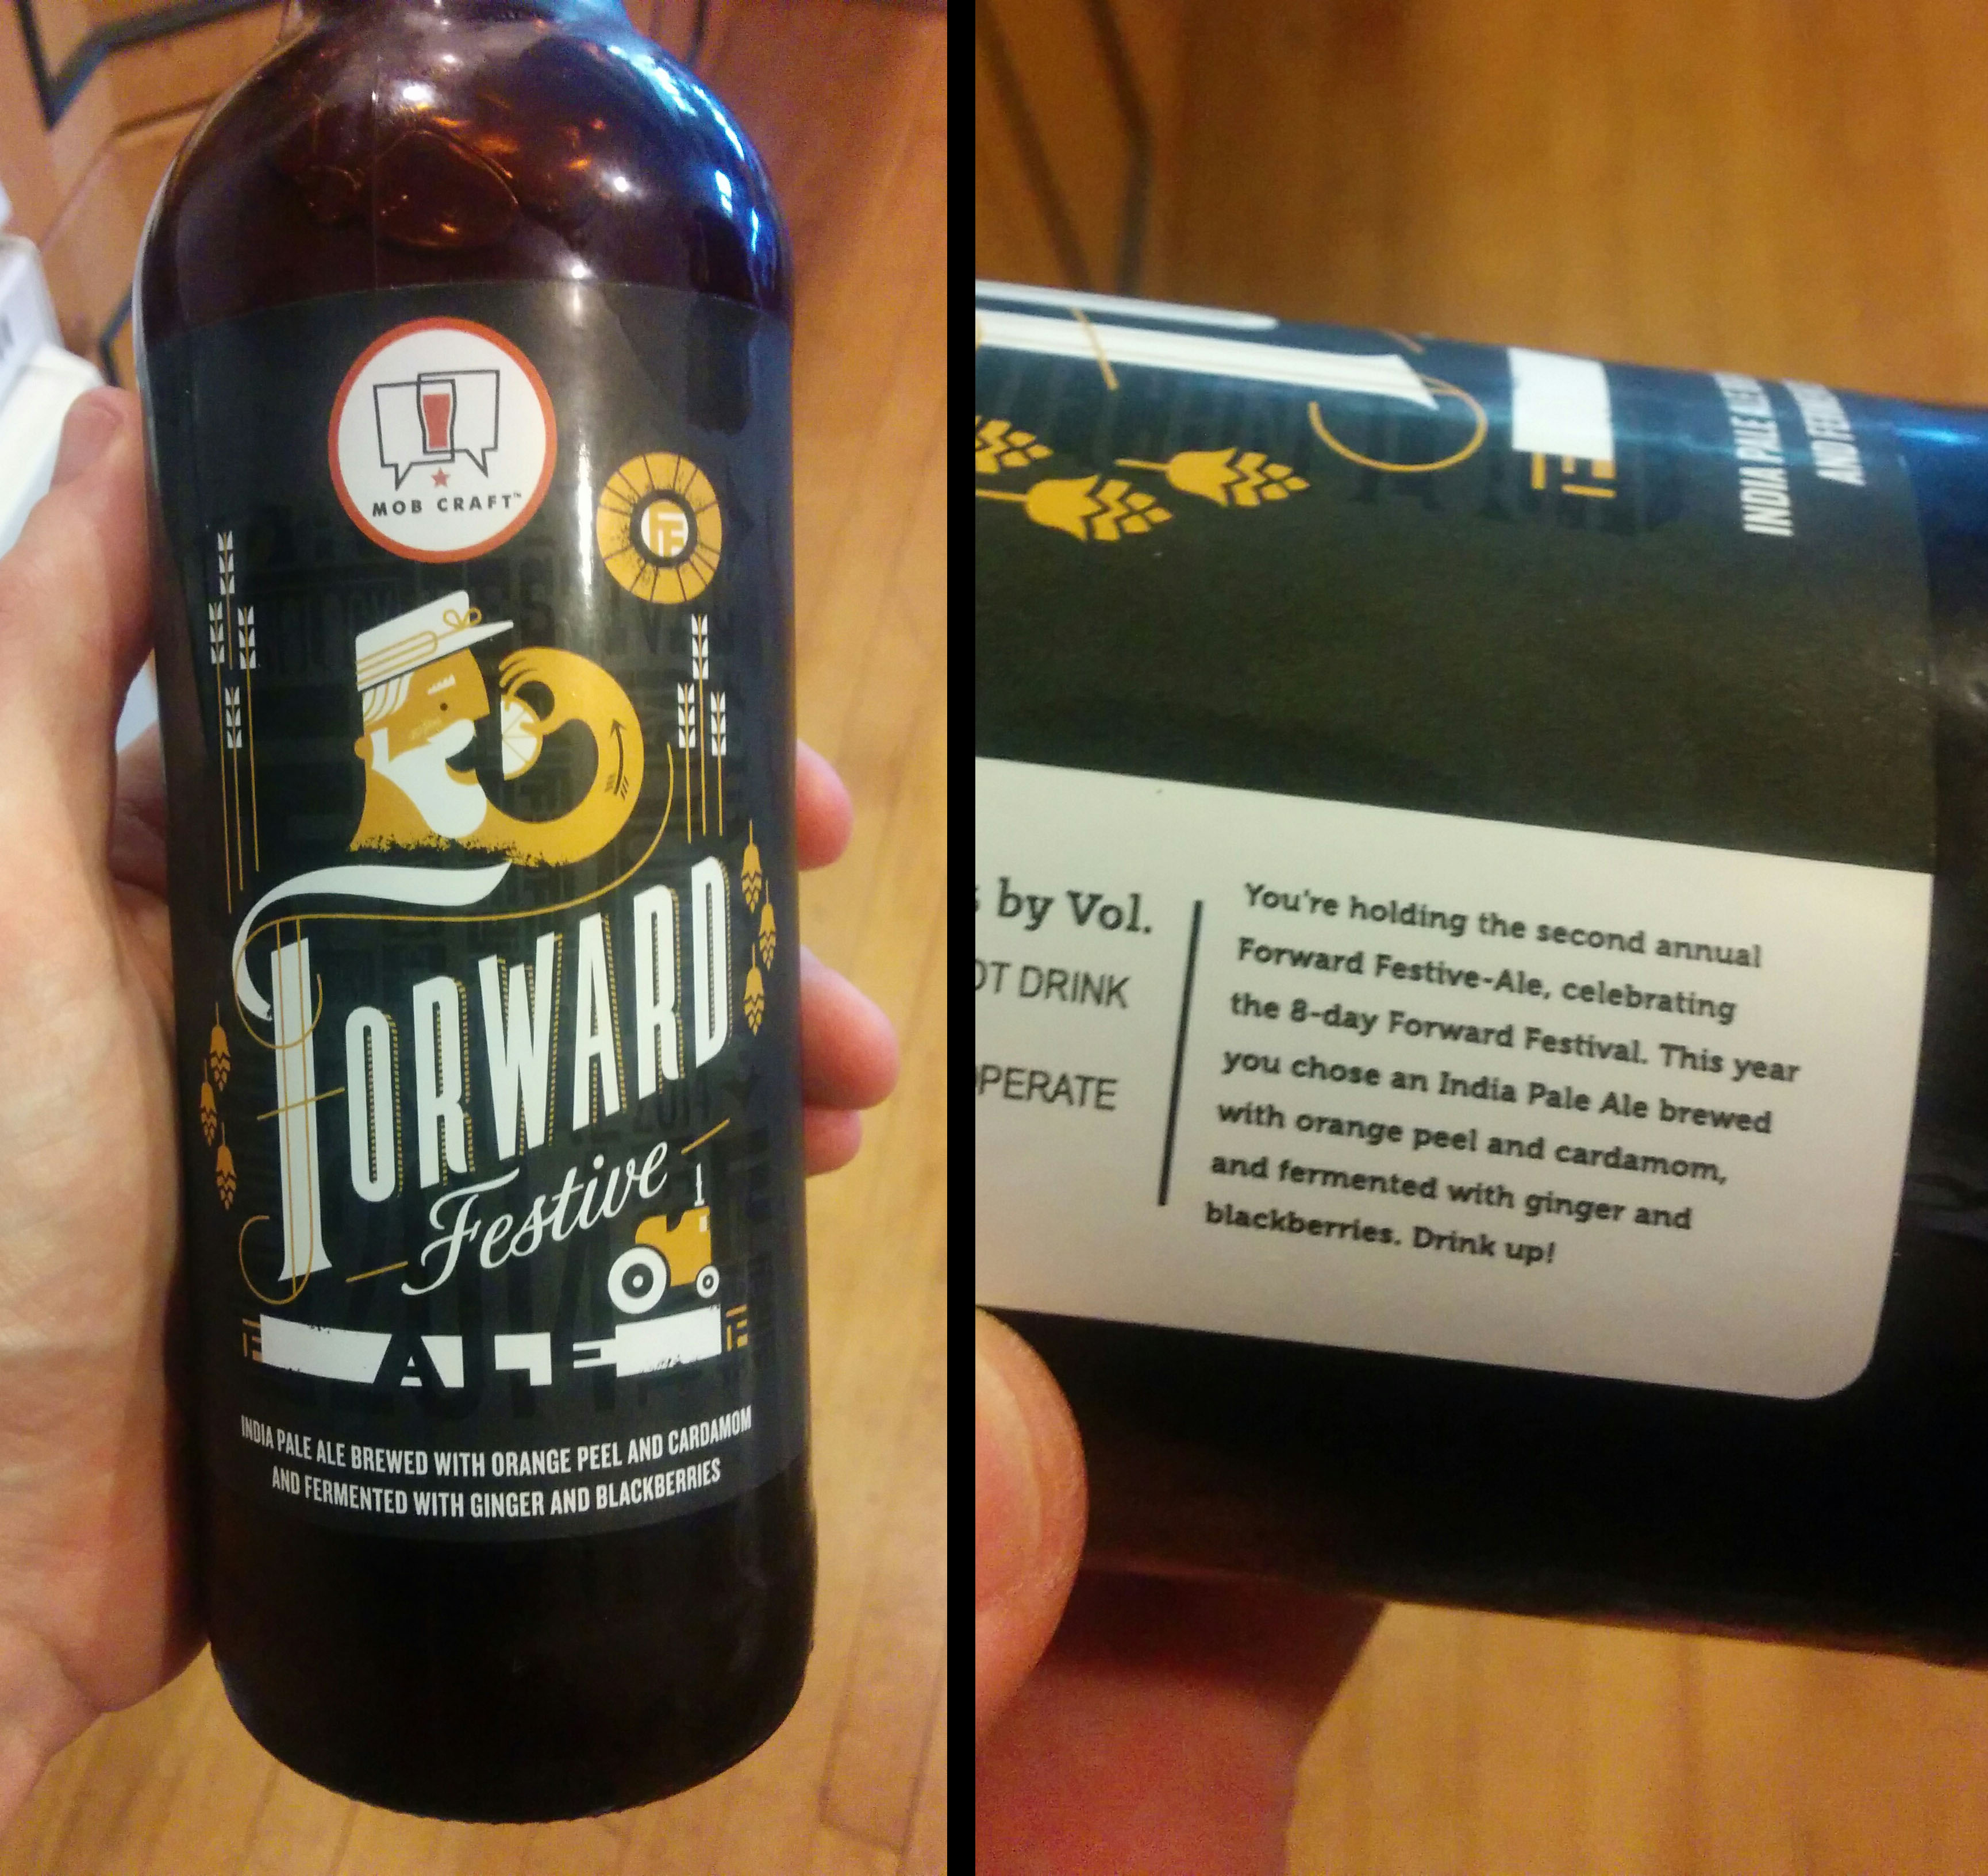 MOB CRAFT™
FE
FORWARD
Festive
ALE
INDIA PALE ALE BREWED WITH ORANGE PEEL AND CARDAMOM
AND FERMENTED WITH GINGER AND BLACKBERRIES
INDIA PALE ALE
AND
by Vol.
DRINK
You're holding the second annual
Forward Festive-Ale, celebrating
the 8-day Forward Festival. This year
you chose an India Pale Ale brewed
with orange peel and cardamom,
and fermented with ginger and
blackberries. Drink up!